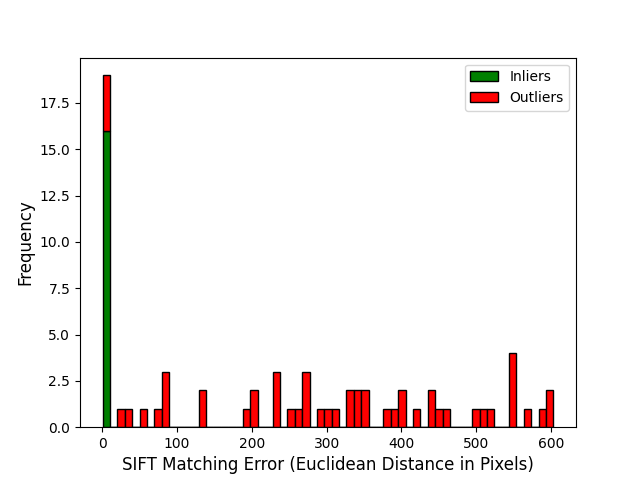 Inliers
Outliers
17.5
15.0
12.5
10.0
7.5
5.0
2.5
0.0
Frequency
0 100 200 300 400 500 600
SIFT Matching Error (Euclidean Distance in Pixels)